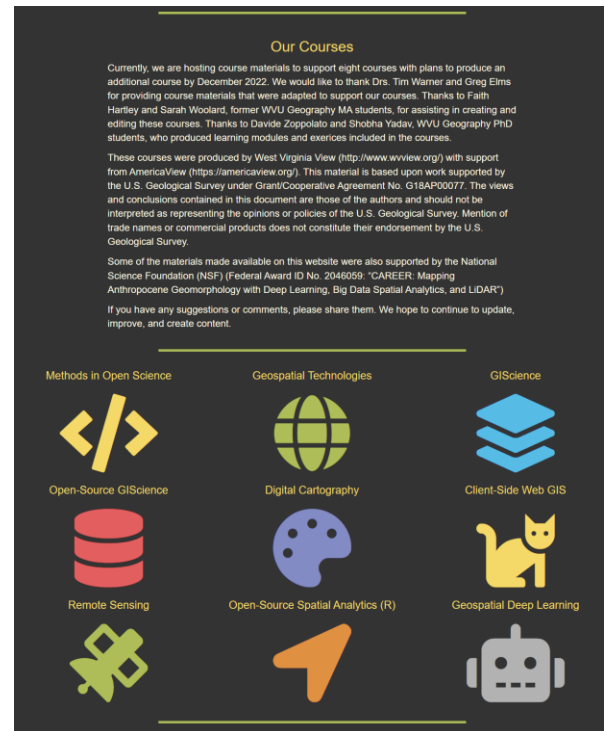 Our Courses
Currently, we are hosting course materials to support eight courses with plans to produce an
additional course by December 2022. We would like to thank Drs. Tim Warner and Greg Elms
for providing course materials that were adapted to support our courses. Thanks to Faith
Hartley and Sarah Woolard, former WVU Geography MA students, for assisting in creating and
editing these courses. Thanks to Davide Zoppolato and Shobha Yadav, WVU Geography PhD
students, who produced learning modules and exerices included in the courses.
These courses were produced by West Virginia View (http://www.wvview.org/) with support
from AmericaView (https://americaview.org/). This material is based upon work supported by
the U.S. Geological Survey under Grant/Cooperative Agreement No. G18AP00077. The views
and conclusions contained in this document are those of the authors and should not be
interpreted as representing the opinions or policies of the U.S. Geological Survey. Mention of
trade names or commercial products does not constitute their endorsement by the U.S.
Geological Survey.
Some of the materials made available on this website were also supported by the National
Science Foundation (NSF) (Federal Award ID No. 2046059: "CAREER: Mapping
Anthropocene Geomorphology with Deep Learning, Big Data Spatial Analytics, and LiDAR")
If you have any suggestions or comments, please share them. We hope to continue to update,
improve, and create content.
Methods in Open Science
Geospatial Technologies
GIScience
Open-Source GIScience
Digital Cartography
Client-Side Web GIS
Remote Sensing
Open-Source Spatial Analytics (R)
Geospatial Deep Learning